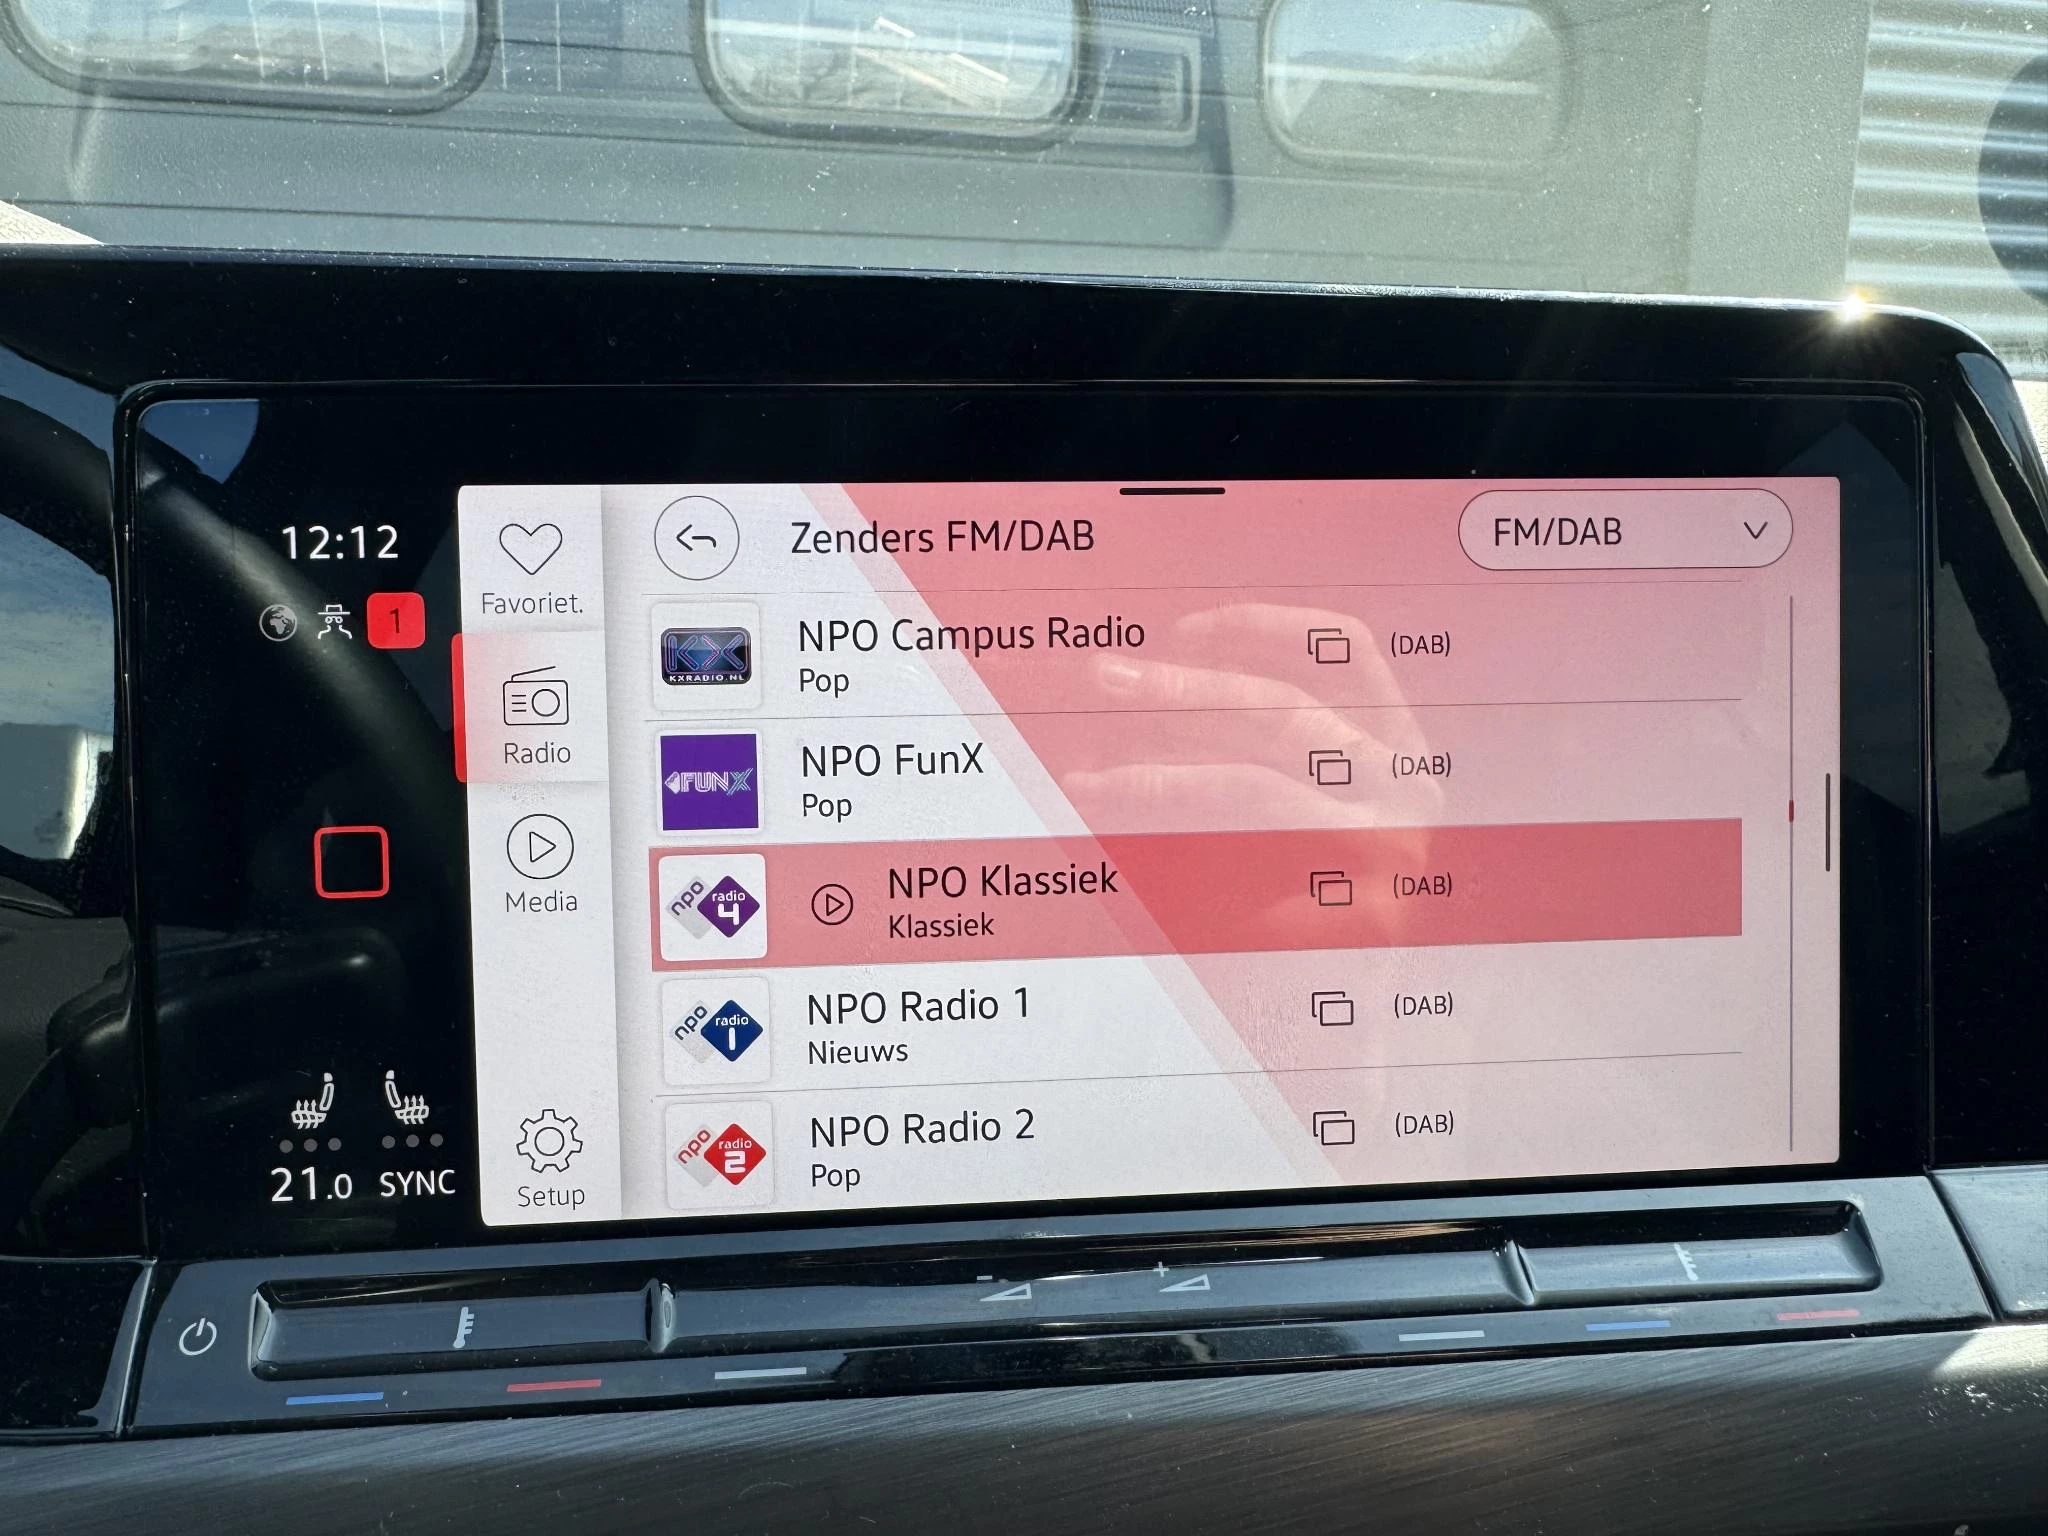 12:12
1
21.0 SYNC
Favoriet.
Radio
Media
Setup
Zenders FM/DAB
FM/DAB
KX
KXRADIO.NL
NPO Campus Radio
Pop
(DAB)
FUNX
NPO FunX
Pop
(DAB)
npo radio 4
NPO Klassiek
Klassiek
(DAB)
npo radio 1
NPO Radio 1
Nieuws
(DAB)
npo radio 2
NPO Radio 2
Pop
(DAB)
- +